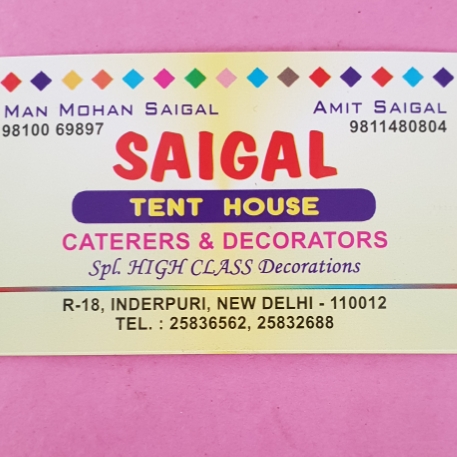 MAN MOHAN SAIGAL AMIT SAIGAL
98100 69897 9811480804
SAIGAL
TENT HOUSE
CATERERS & DECORATORS
Spl. HIGH CLASS Decorations
R-18, INDERPURI, NEW DELHI - 110012
TEL. : 25836562, 25832688